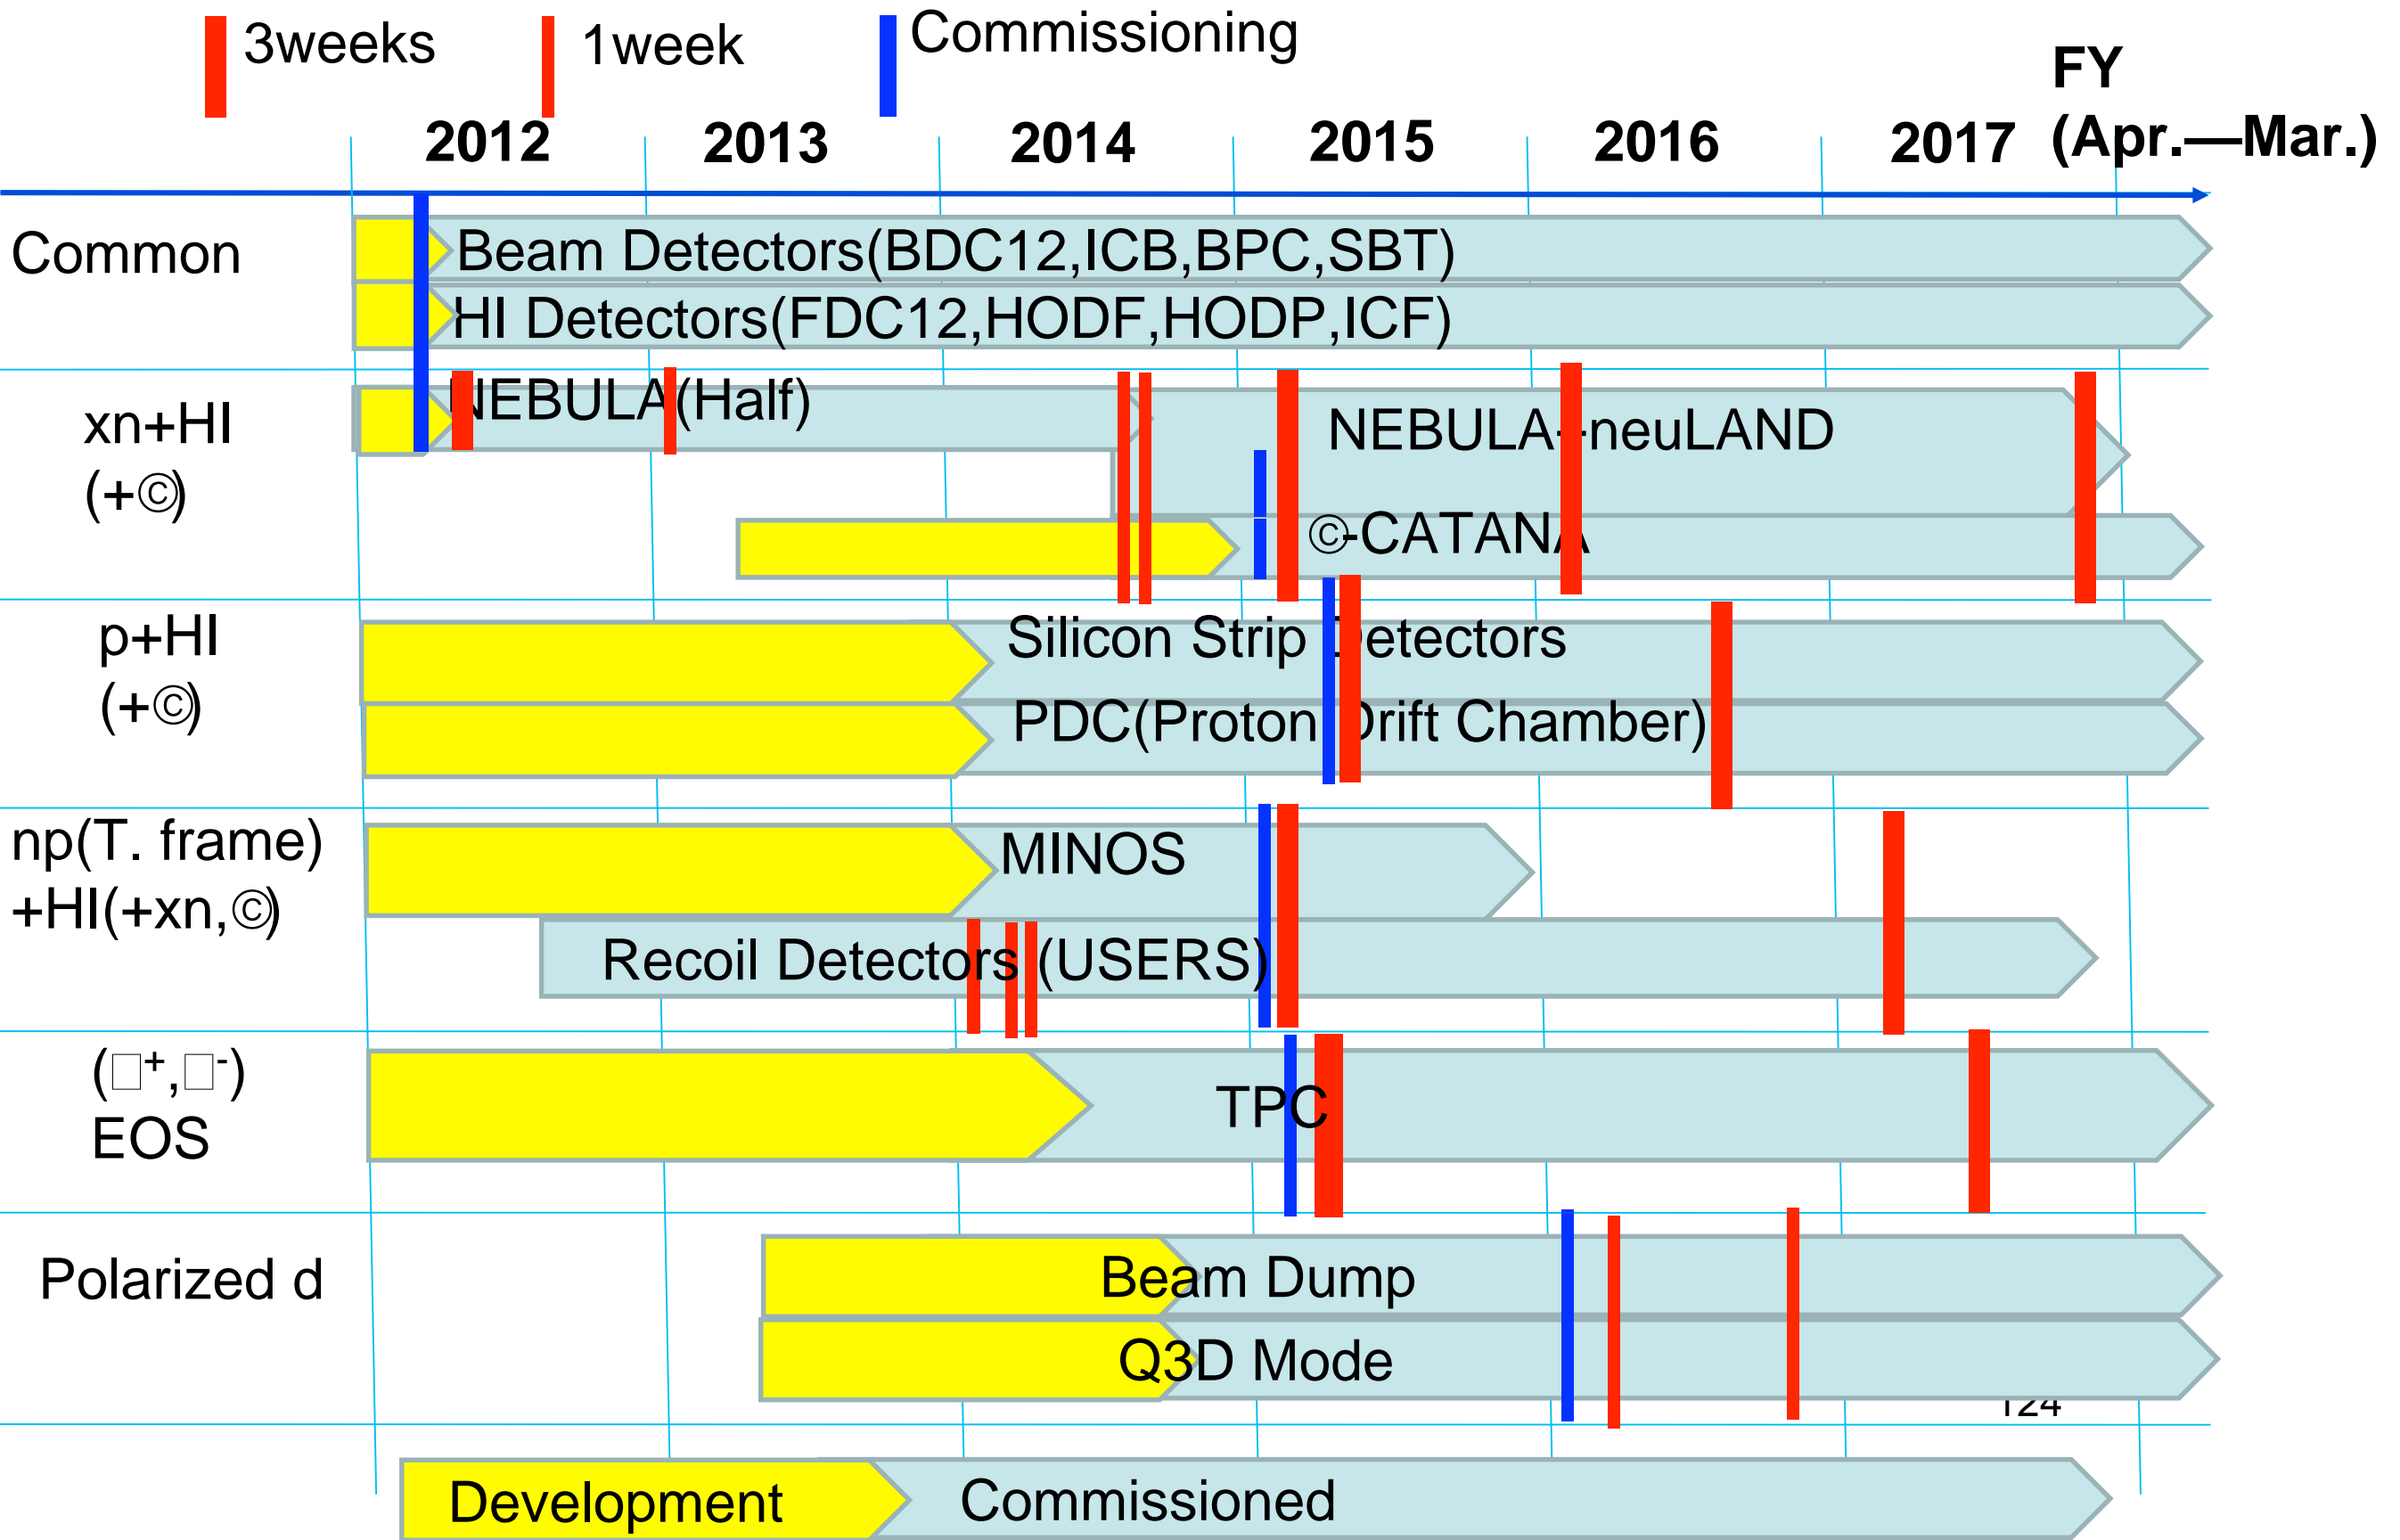 3weeks
1week
Commissioning
FY
(Apr.—Mar.)
2012
2013
2014
2015
2016
2017
Common
Beam Detectors(BDC12,ICB,BPC,SBT)
HI Detectors(FDC12,HODF,HODP,ICF)
xn+HI
(+©)
NEBULA(Half)
NEBULA+neuLAND
©-CATANA
p+HI
(+©)
Silicon Strip Detectors
PDC(Proton Drift Chamber)
np(T. frame)
+HI(+xn,©)
MINOS
Recoil Detectors (USERS)
(□+,□-)
EOS
TPC
Polarized d
Beam Dump
Q3D Mode
124
Development
Commissioned